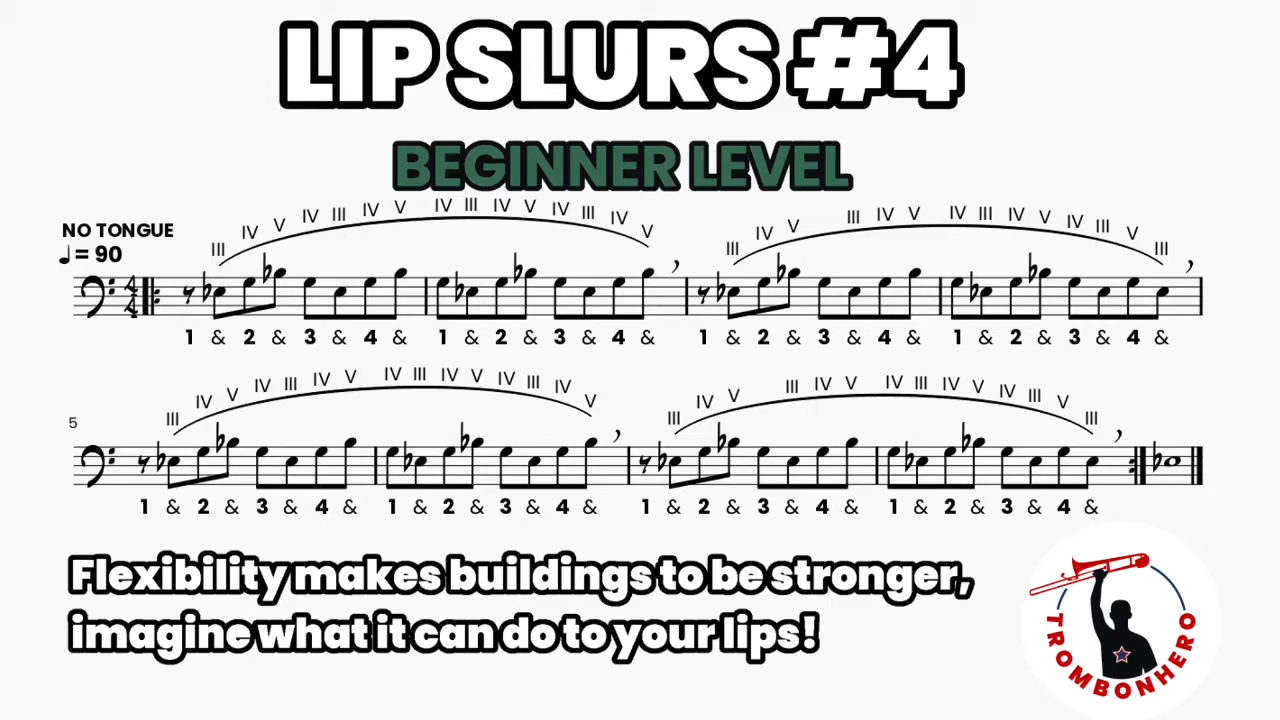 LIP SLURS #4
BEGINNER LEVEL
NO TONGUE
♩ = 90
III IV V IV III IV V IV III IV V IV III IV V III IV V III IV V IV III IV V IV III V III
4/4
1 & 2 & 3 & 4 & 1 & 2 & 3 & 4 & 1 & 2 & 3 & 4 & 1 & 2 & 3 & 4 &
III IV V IV III IV V IV III IV V IV III IV V III IV V III IV V IV III IV V IV III V III
5
1 & 2 & 3 & 4 & 1 & 2 & 3 & 4 & 1 & 2 & 3 & 4 & 1 & 2 & 3 & 4 &
Flexibility makes buildings to be stronger,
imagine what it can do to your lips!
TROMBONHERO